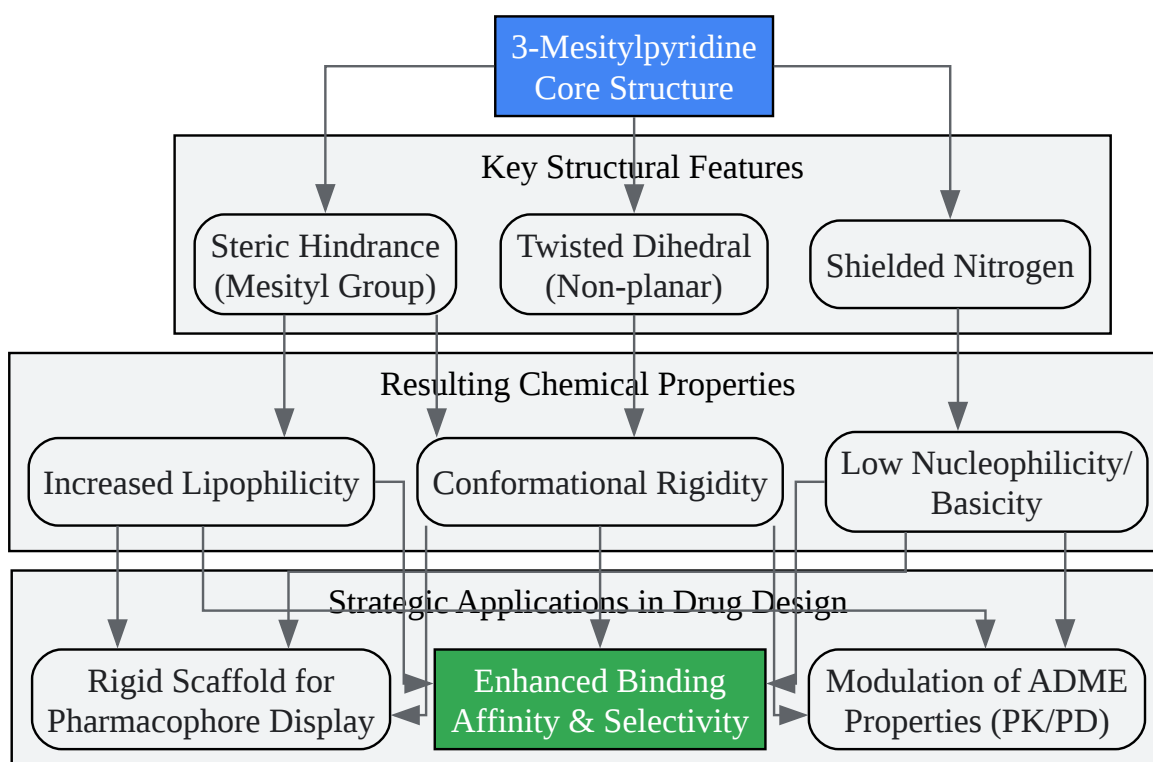 3-Mesitylpyridine
Core Structure
Key Structural Features
Steric Hindrance
(Mesityl Group)
Twisted Dihedral
(Non-planar)
Shielded Nitrogen
Resulting Chemical Properties
Increased Lipophilicity
Conformational Rigidity
Low Nucleophilicity/
Basicity
Strategic Applications in Drug Design
Rigid Scaffold for
Pharmacophore Display
Enhanced Binding
Affinity & Selectivity
Modulation of ADME
Properties (PK/PD)